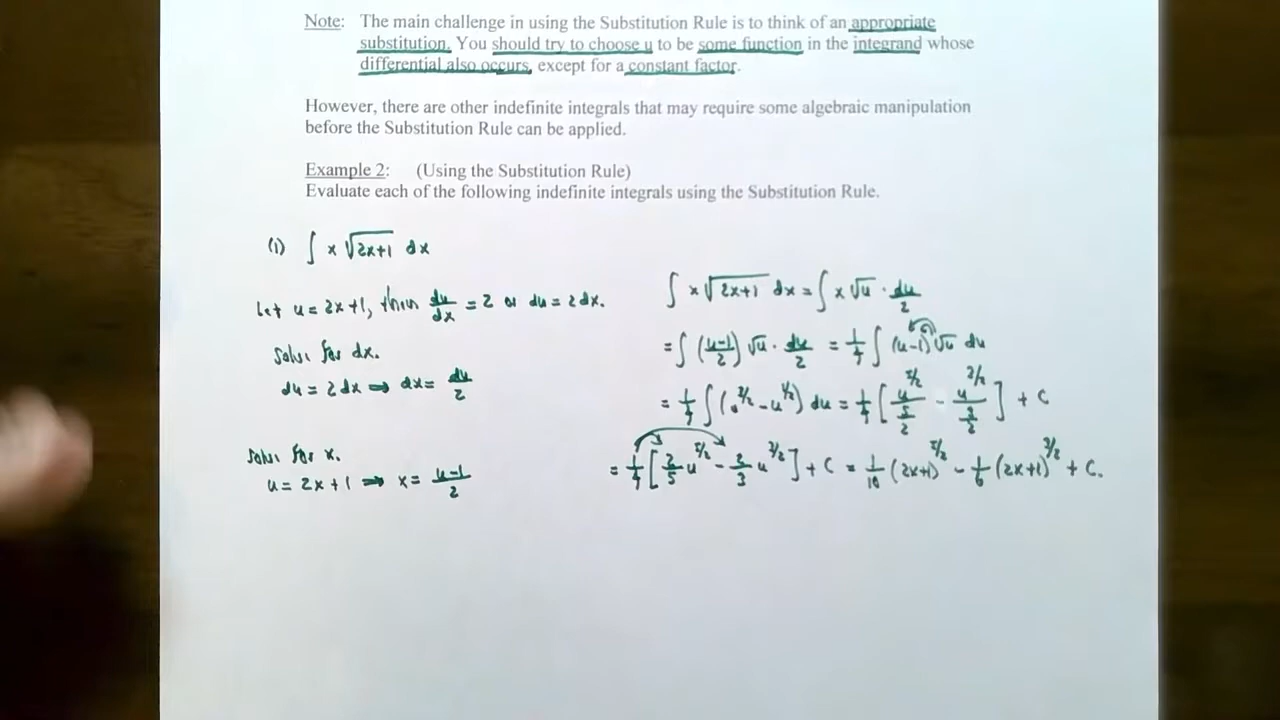 Note: The main challenge in using the Substitution Rule is to think of an appropriate
substitution. You should try to choose u to be some function in the integrand whose
differential also occurs, except for a constant factor.
However, there are other indefinite integrals that may require some algebraic manipulation
before the Substitution Rule can be applied.
Example 2: (Using the Substitution Rule)
Evaluate each of the following indefinite integrals using the Substitution Rule.
(1) ∫ x √(2x+1) dx
Let u = 2x+1, then du/dx = 2 or du = 2dx.
Solve for dx.
du = 2dx ⟹ dx = du/2
Solve for x.
u = 2x+1 ⟹ x = (u-1)/2
∫ x √(2x+1) dx = ∫ x √u · du/2
= ∫ ((u-1)/2) √u · du/2 = 1/4 ∫ (u-1) √u du
= 1/4 ∫ (u^(3/2) - u^(1/2)) du = 1/4 [ u^(5/2)/(5/2) - u^(3/2)/(3/2) ] + C
= 1/4 [ 2/5 u^(5/2) - 2/3 u^(3/2) ] + C = 1/10 (2x+1)^(5/2) - 1/6 (2x+1)^(3/2) + C.